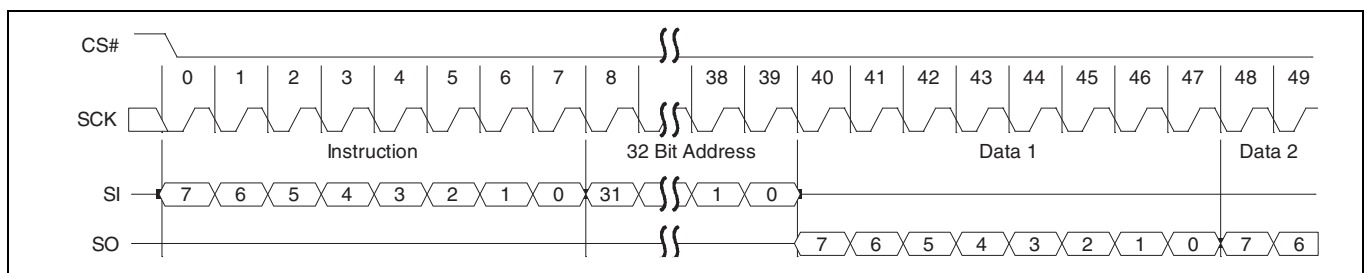 CS#
0 1 2 3 4 5 6 7 8 38 39 40 41 42 43 44 45 46 47 48 49
SCK
Instruction 32 Bit Address Data 1 Data 2
SI 7 6 5 4 3 2 1 0 31 1 0
SO 7 6 5 4 3 2 1 0 7 6